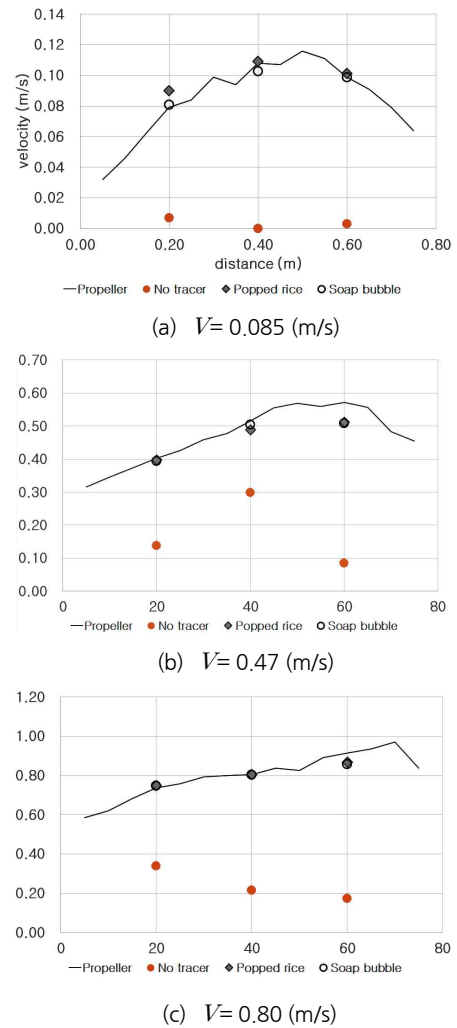 0.14
0.12
0.10
0.08
0.06
0.04
0.02
0.00
velocity (m/s)
0.00 0.20 0.40 0.60 0.80
distance (m)
Propeller No tracer Popped rice Soap bubble
(a) V= 0.085 (m/s)
0.70
0.60
0.50
0.40
0.30
0.20
0.10
0.00
0 20 40 60 80
Propeller No tracer Popped rice Soap bubble
(b) V= 0.47 (m/s)
1.20
1.00
0.80
0.60
0.40
0.20
0.00
0 20 40 60 80
Propeller No tracer Popped rice Soap bubble
(c) V= 0.80 (m/s)